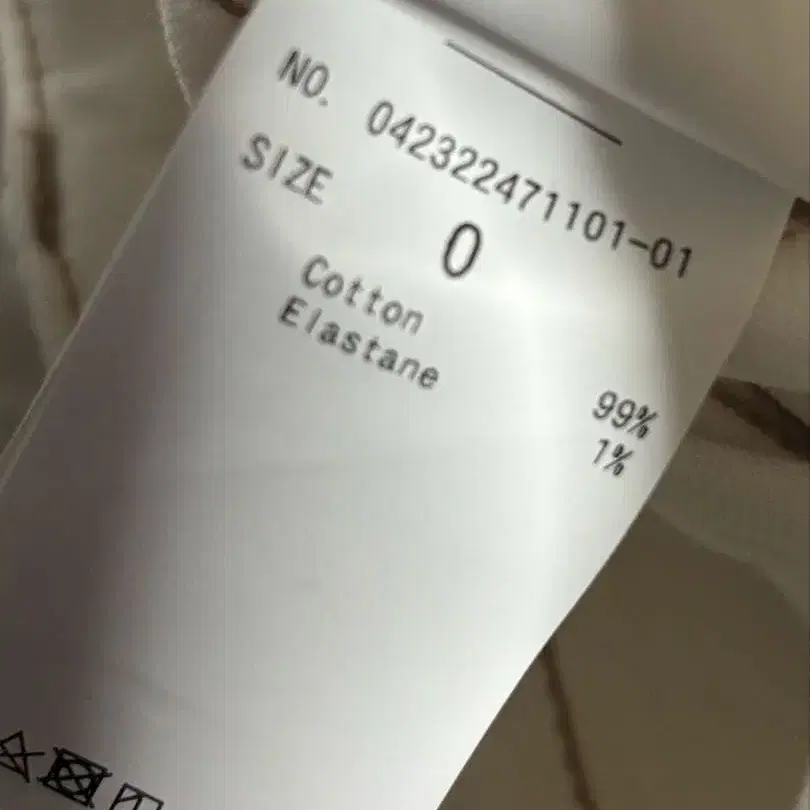 NO. 042322471101-01
SIZE 0
Cotton 99%
Elastane 1%